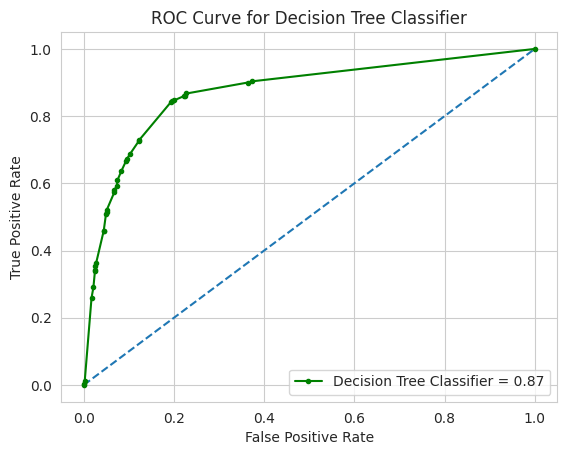 ROC Curve for Decision Tree Classifier
True Positive Rate
1.0
0.8
0.6
0.4
0.2
0.0
0.0 0.2 0.4 0.6 0.8 1.0
False Positive Rate
Decision Tree Classifier = 0.87